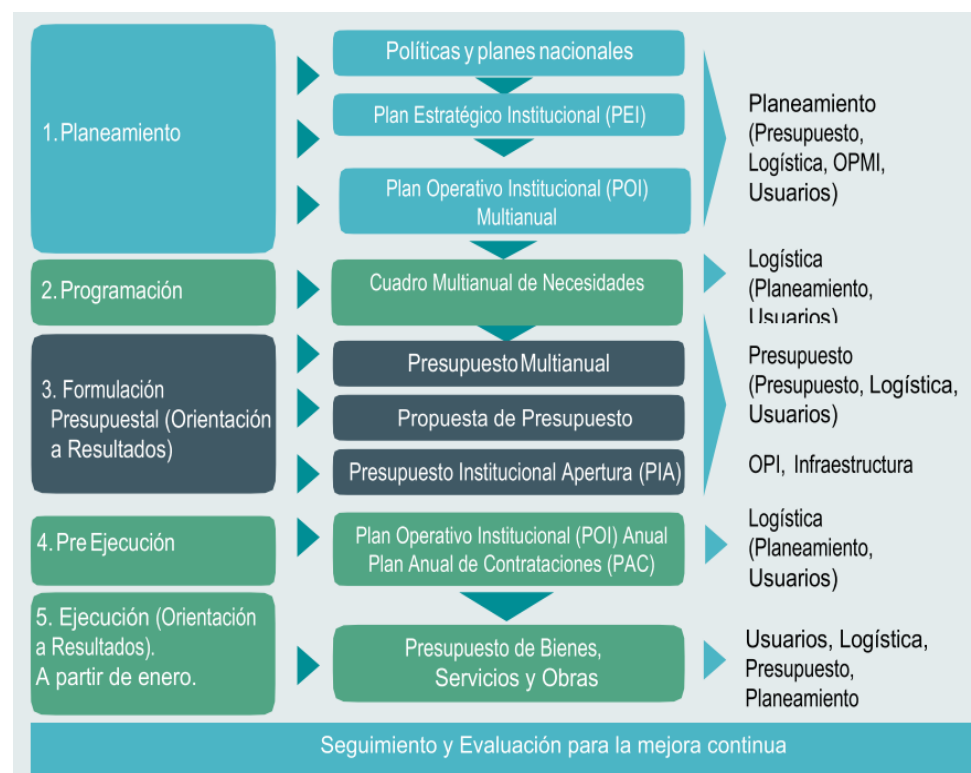 1. Planeamiento
Políticas y planes nacionales
Plan Estratégico Institucional (PEI)
Plan Operativo Institucional (POI)
Multianual
Planeamiento
(Presupuesto,
Logística, OPMI,
Usuarios)
2. Programación
Cuadro Multianual de Necesidades
Logística
(Planeamiento,
Usuarios)
3. Formulación
Presupuestal (Orientación
a Resultados)
Presupuesto Multianual
Propuesta de Presupuesto
Presupuesto Institucional Apertura (PIA)
Presupuesto
(Presupuesto, Logística,
Usuarios)
OPI, Infraestructura
4. Pre Ejecución
Plan Operativo Institucional (POI) Anual
Plan Anual de Contrataciones (PAC)
Logística
(Planeamiento,
Usuarios)
5. Ejecución (Orientación
a Resultados).
A partir de enero.
Presupuesto de Bienes,
Servicios y Obras
Usuarios, Logística,
Presupuesto,
Planeamiento
Seguimiento y Evaluación para la mejora continua